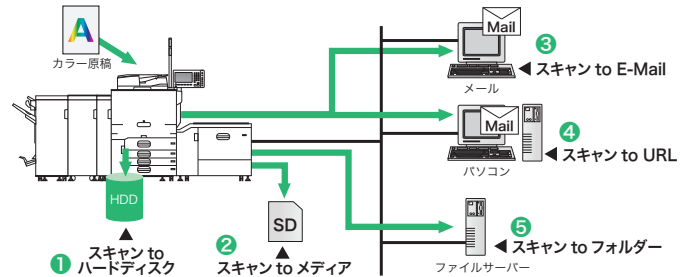 A
カラー原稿
Mail
③
メール
◀ スキャン to E-Mail
Mail
④
パソコン
◀ スキャン to URL
HDD
▲
① スキャン to
ハードディスク
SD
② ▲
スキャン to メディア
⑤
◀ スキャン to フォルダー
ファイルサーバー